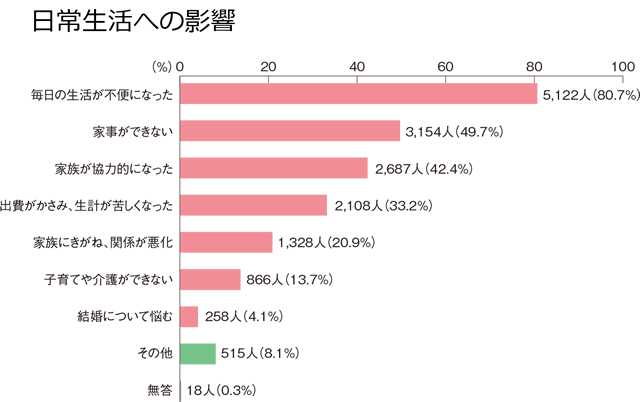 日常生活への影響
(%) 0 20 40 60 80 100
毎日の生活が不便になった 5,122人(80.7%)
家事ができない 3,154人(49.7%)
家族が協力的になった 2,687人(42.4%)
出費がかさみ、生計が苦しくなった 2,108人(33.2%)
家族にきがね、関係が悪化 1,328人(20.9%)
子育てや介護ができない 866人(13.7%)
結婚について悩む 258人(4.1%)
その他 515人(8.1%)
無答 18人(0.3%)